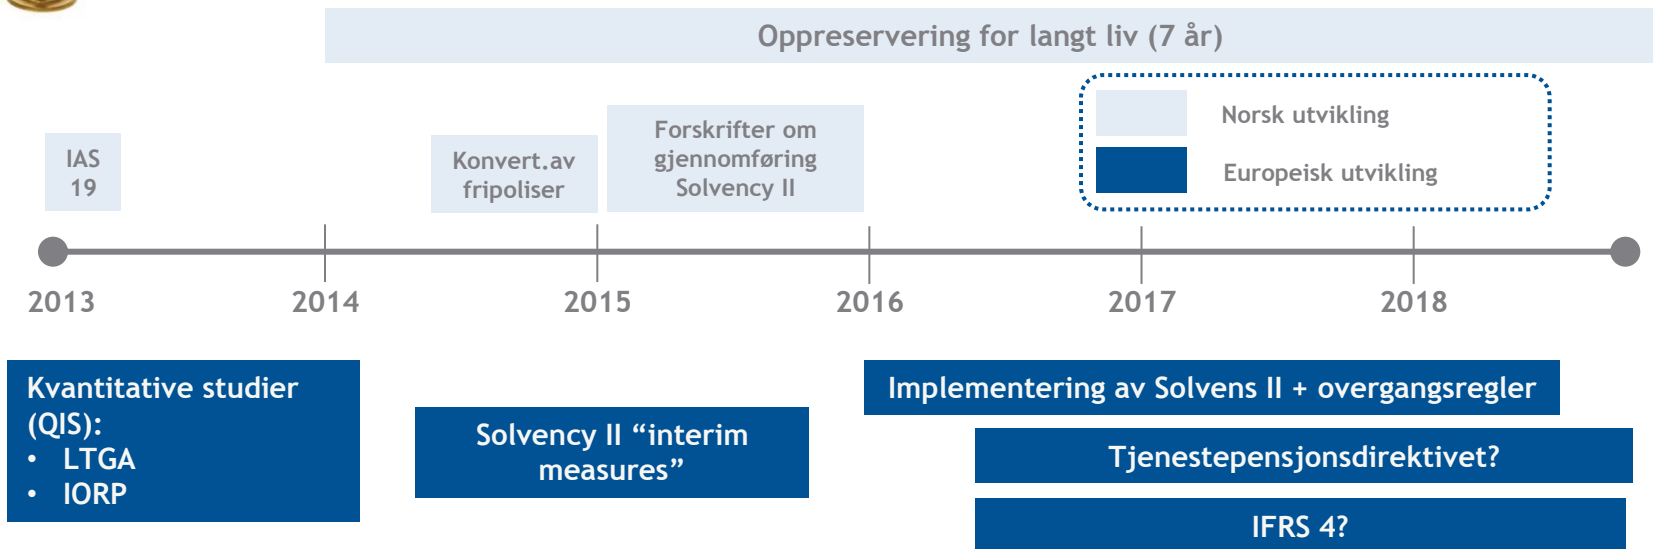 Oppreservering for langt liv (7 år)
Norsk utvikling
Europeisk utvikling
IAS
19
Konvert.av
fripoliser
Forskrifter om
gjennomføring
Solvency II
2013
2014
2015
2016
2017
2018
Kvantitative studier
(QIS):
• LTGA
• IORP
Solvency II “interim
measures”
Implementering av Solvens II + overgangsregler
Tjenestepensjonsdirektivet?
IFRS 4?